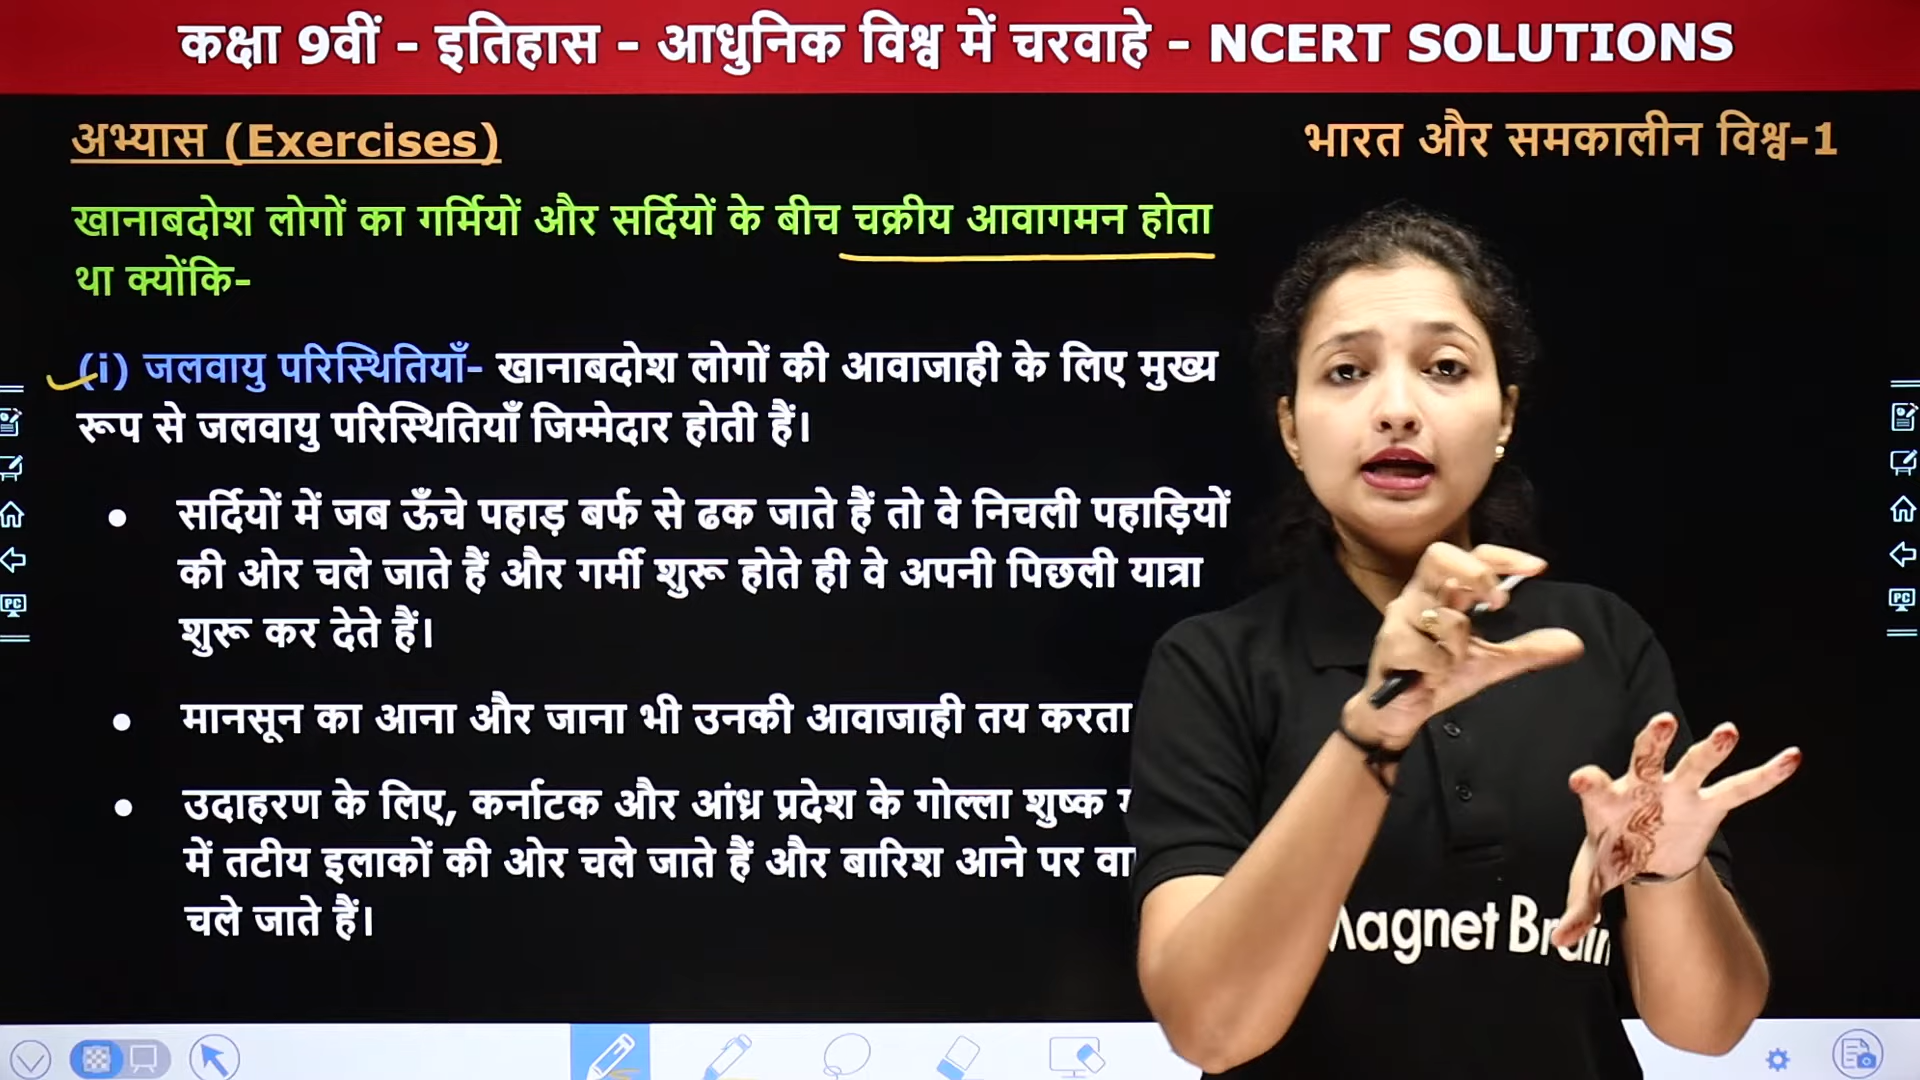 कक्षा 9वीं - इतिहास - आधुनिक विश्व में चरवाहे - NCERT SOLUTIONS
अभ्यास (Exercises)
भारत और समकालीन विश्व-1
खानाबदोश लोगों का गर्मियों और सर्दियों के बीच चक्रीय आवागमन होता
था क्योंकि-
(i) जलवायु परिस्थितियाँ- खानाबदोश लोगों की आवाजाही के लिए मुख्य
रूप से जलवायु परिस्थितियाँ जिम्मेदार होती हैं।
• सर्दियों में जब ऊँचे पहाड़ बर्फ से ढक जाते हैं तो वे निचली पहाड़ियों
की ओर चले जाते हैं और गर्मी शुरू होते ही वे अपनी पिछली यात्रा
शुरू कर देते हैं।
• मानसून का आना और जाना भी उनकी आवाजाही तय करता
• उदाहरण के लिए, कर्नाटक और आंध्र प्रदेश के गोल्ला शुष्क
में तटीय इलाकों की ओर चले जाते हैं और बारिश आने पर
चले जाते हैं।
Magnet Brain
PC
PC